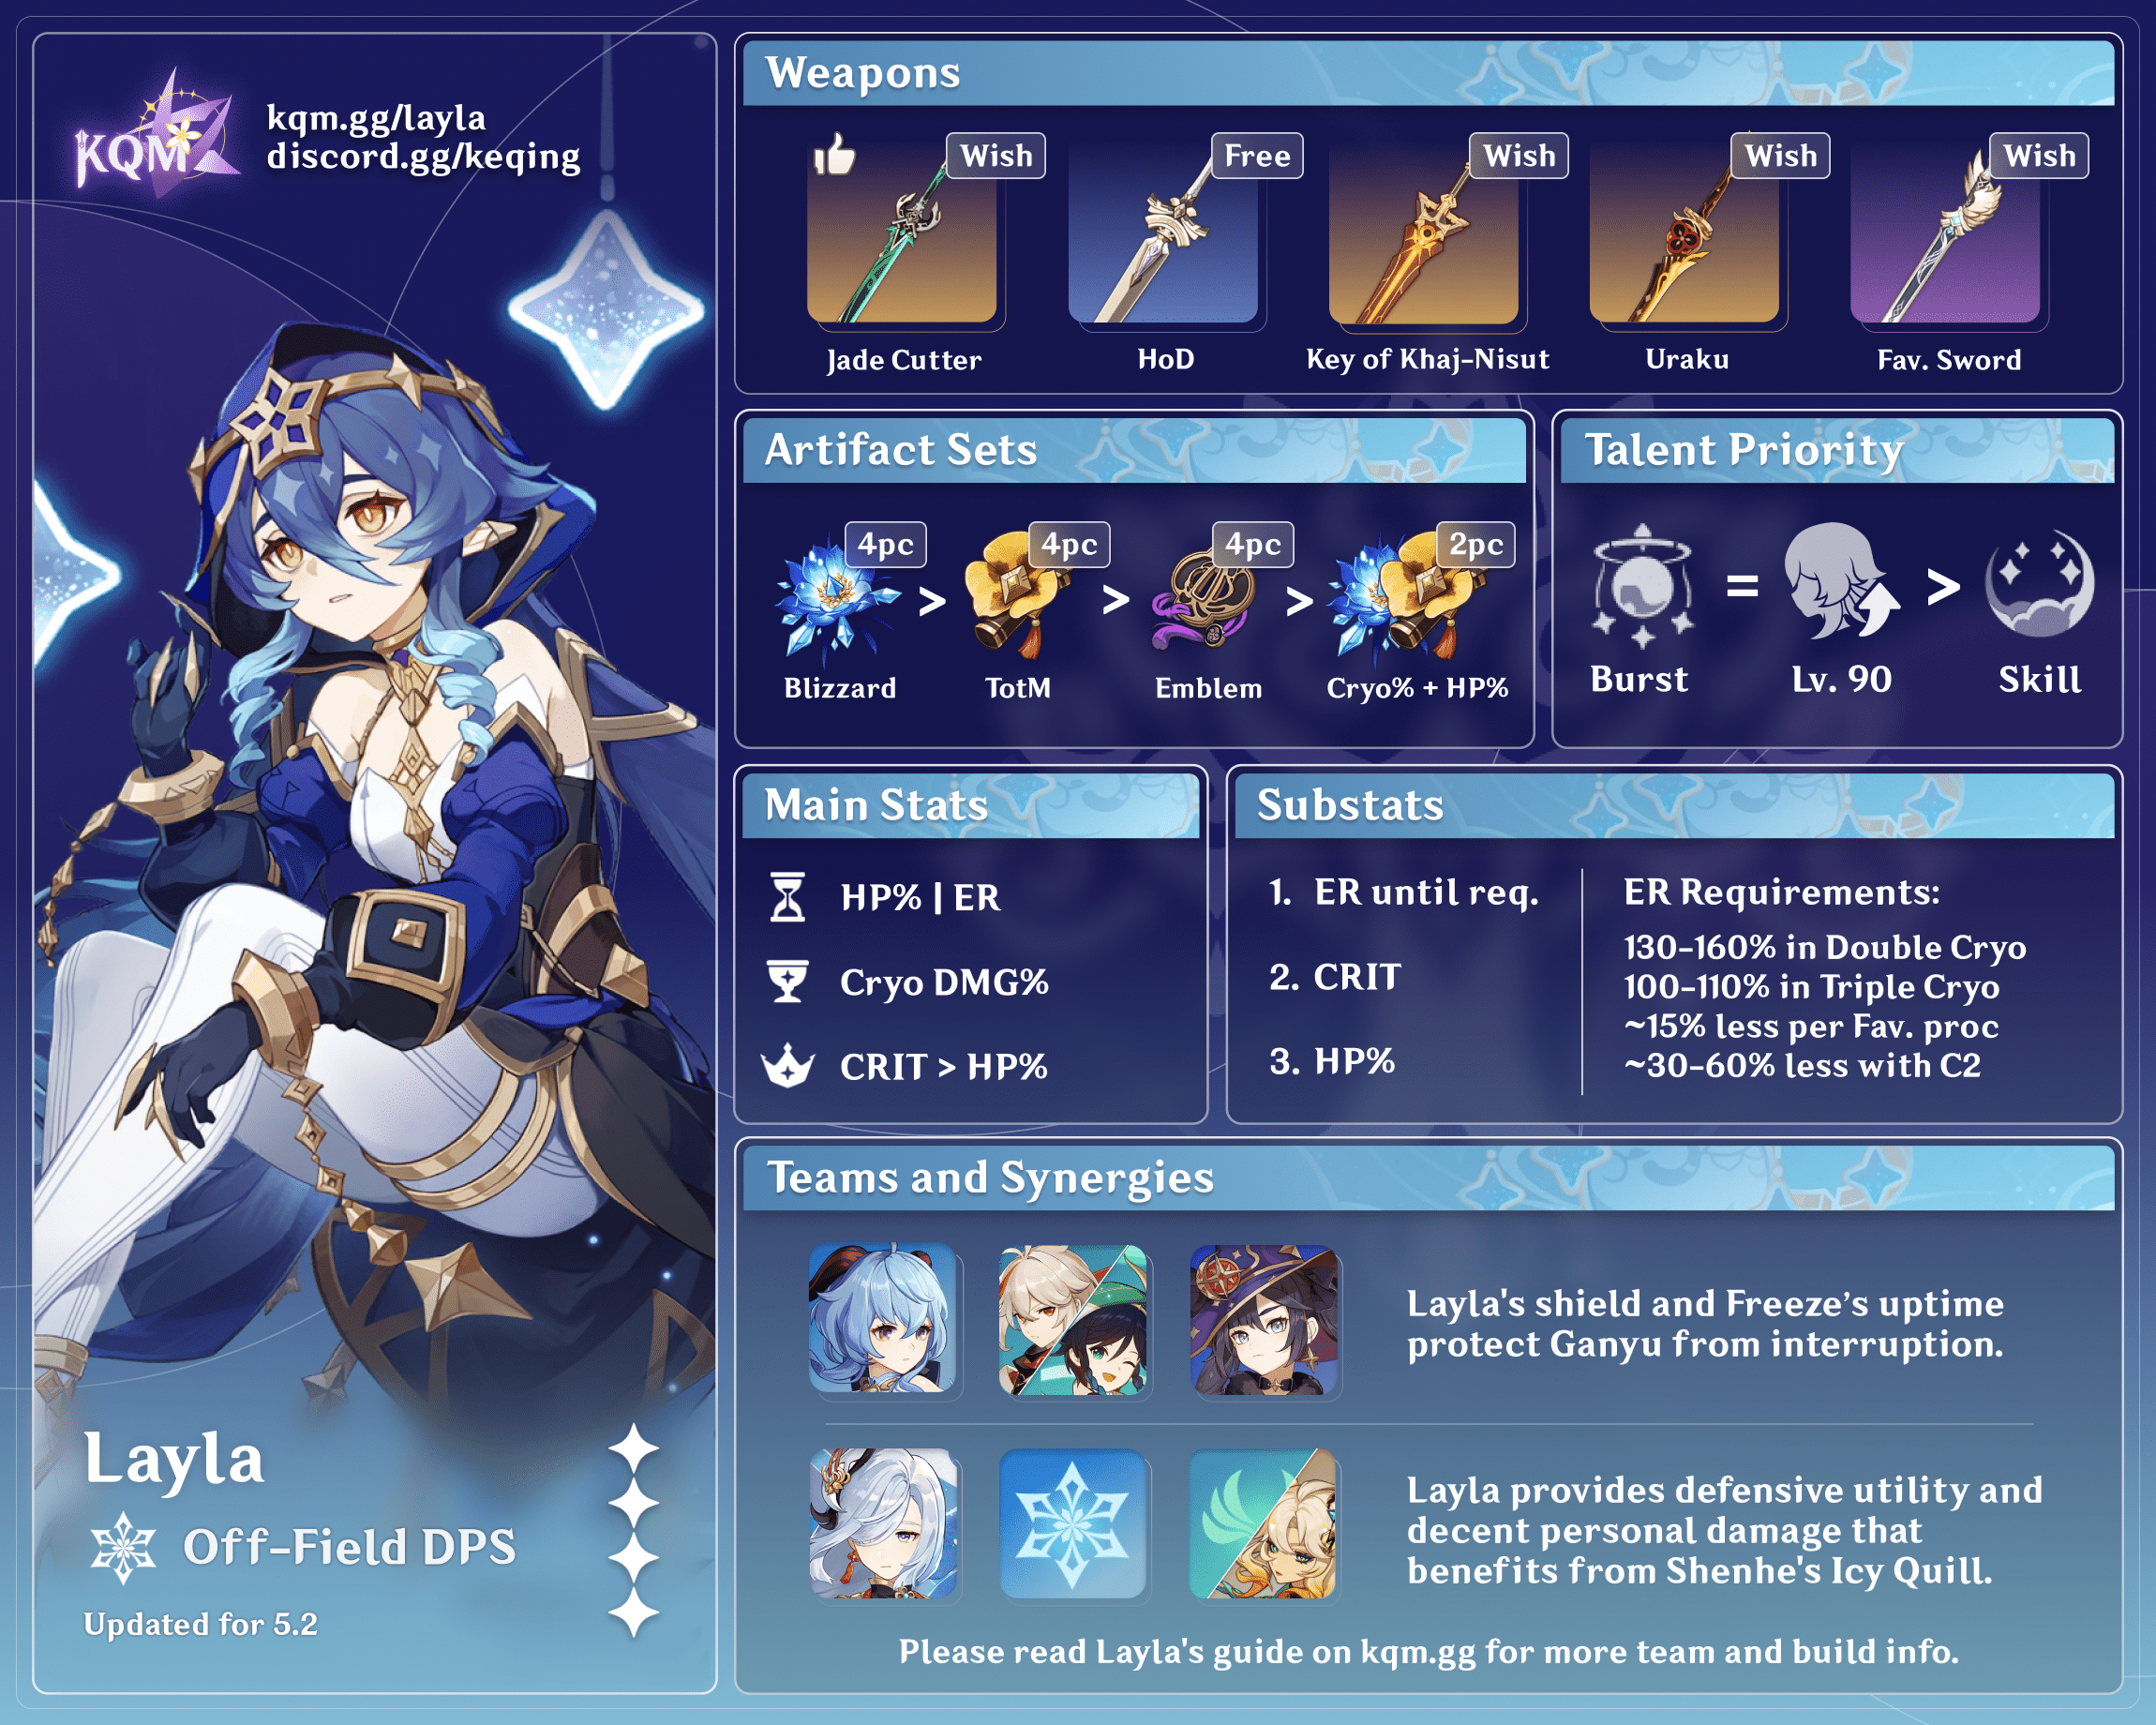 KQM
kqm.gg/layla
discord.gg/keqing
Layla
Off-Field DPS
Updated for 5.2
Weapons
Wish
Free
Wish
Wish
Wish
Jade Cutter
HoD
Key of Khaj-Nisut
Uraku
Fav. Sword
Artifact Sets
4pc
4pc
4pc
2pc
> > >
Blizzard
TotM
Emblem
Cryo% + HP%
Talent Priority
= >
Burst
Lv. 90
Skill
Main Stats
HP% | ER
Cryo DMG%
CRIT > HP%
Substats
1. ER until req.
2. CRIT
3. HP%
ER Requirements:
130-160% in Double Cryo
100-110% in Triple Cryo
~15% less per Fav. proc
~30-60% less with C2
Teams and Synergies
Layla's shield and Freeze’s uptime
protect Ganyu from interruption.
Layla provides defensive utility and
decent personal damage that
benefits from Shenhe's Icy Quill.
Please read Layla's guide on kqm.gg for more team and build info.